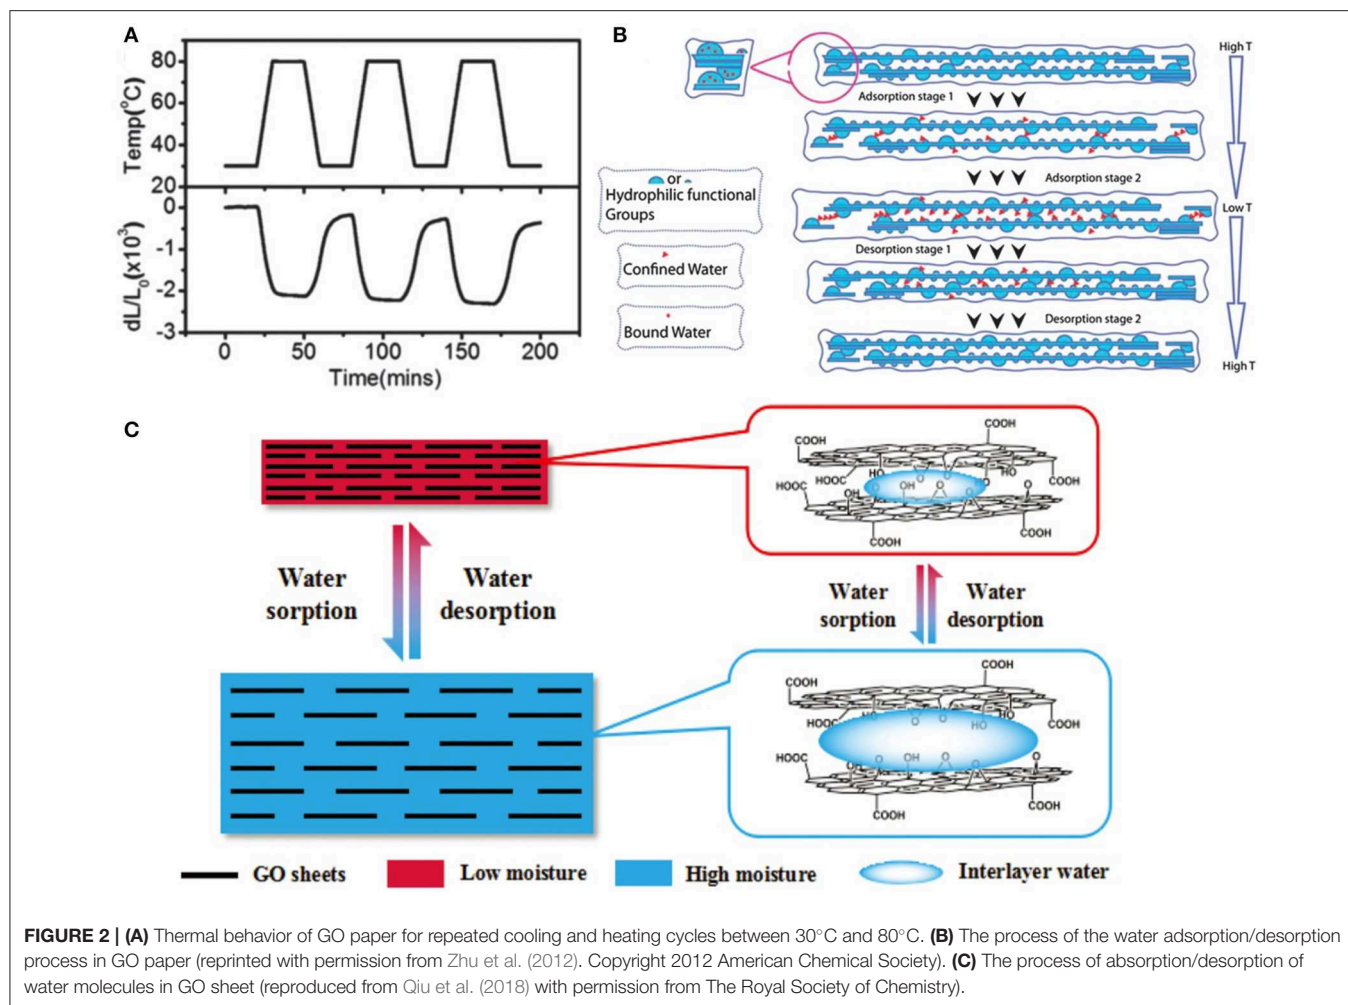 A
Temp(°C)
80
60
40
20
dL/L0(x10³)
0
-1
-2
-3
0
50
100
150
200
Time(mins)
B
High T
Adsorption stage 1
Adsorption stage 2
Low T
Desorption stage 1
Desorption stage 2
High T
or
Hydrophilic functional
Groups
Confined Water
Bound Water
C
Water
sorption
Water
desorption
COOH
COOH
HO
HO
HOOC
HOOC
OH
OH
O
O
O
O
O
O
COOH
COOH
COOH
Water
sorption
Water
desorption
COOH
COOH
HOOC
HO
HO
O
O
COOH
HOOC
OH
OH
O
O
O
COOH
COOH
GO sheets
Low moisture
High moisture
Interlayer water
FIGURE 2 | (A) Thermal behavior of GO paper for repeated cooling and heating cycles between 30°C and 80°C. (B) The process of the water adsorption/desorption
process in GO paper (reprinted with permission from Zhu et al. (2012). Copyright 2012 American Chemical Society). (C) The process of absorption/desorption of
water molecules in GO sheet (reproduced from Qiu et al. (2018) with permission from The Royal Society of Chemistry).